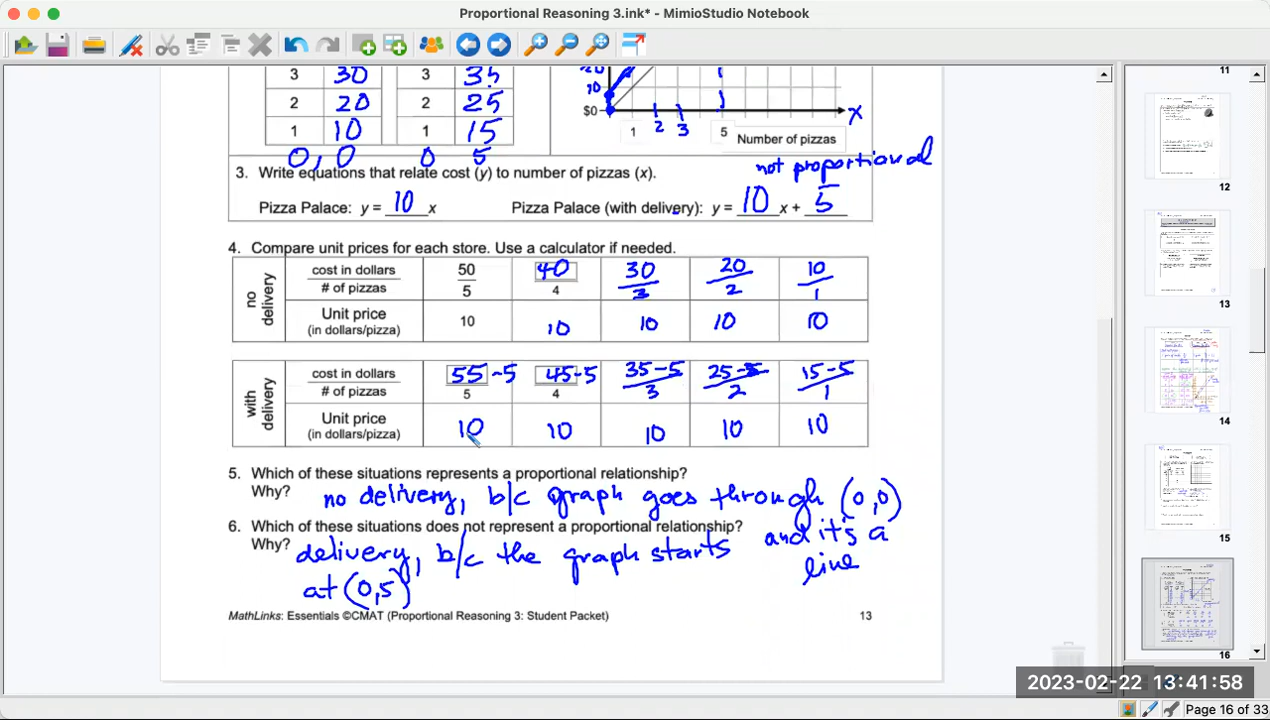 Proportional Reasoning 3.ink* - MimioStudio Notebook
3 30 3 35
2 20 2 25
1 10 1 15
0, 0 0 5
10
$0
1 2 3 5 x
Number of pizzas
not proportional
3. Write equations that relate cost (y) to number of pizzas (x).
Pizza Palace: y = 10 x Pizza Palace (with delivery): y = 10 x + 5
4. Compare unit prices for each store. Use a calculator if needed.
no delivery
cost in dollars 50 40 30 20 10
# of pizzas 5 4 3 2 1
Unit price 10 10 10 10 10
(in dollars/pizza)
with delivery
cost in dollars 55-5 45-5 35-5 25-5 15-5
# of pizzas 5 4 3 2 1
Unit price 10 10 10 10 10
(in dollars/pizza)
5. Which of these situations represents a proportional relationship?
Why? no delivery, b/c graph goes through (0,0)
and it's a
line
6. Which of these situations does not represent a proportional relationship?
Why? delivery, b/c the graph starts
at (0,5)
MathLinks: Essentials ©CMAT (Proportional Reasoning 3: Student Packet) 13
11
12
13
14
15
16
2023-02-22 13:41:58
Page 16 of 33